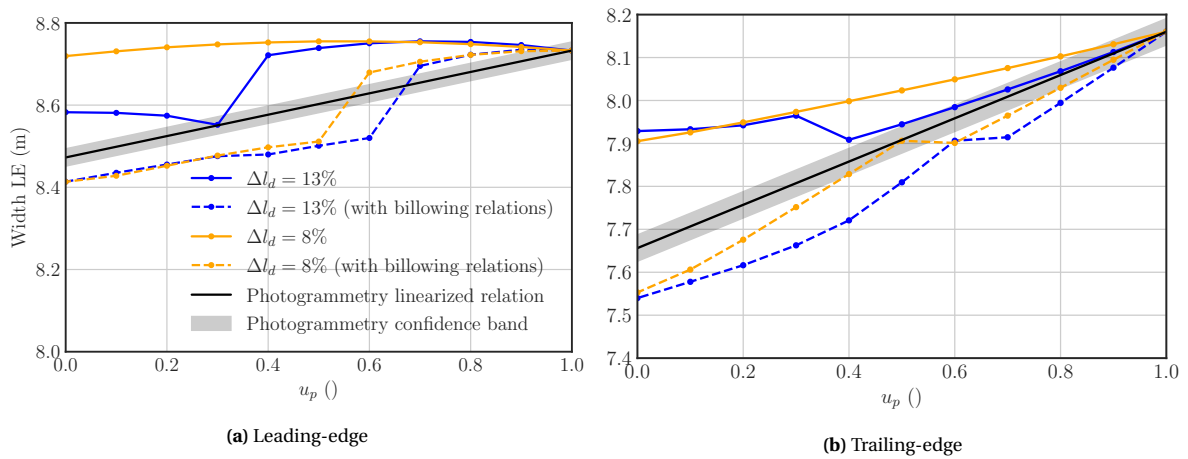 8.8
8.6
8.4
8.2
8.0
Width LE (m)
Δl_d = 13%
Δl_d = 13% (with billowing relations)
Δl_d = 8%
Δl_d = 8% (with billowing relations)
Photogrammetry linearized relation
Photogrammetry confidence band
0.0 0.2 0.4 0.6 0.8 1.0
u_p ()
(a) Leading-edge
8.2
8.1
8.0
7.9
7.8
7.7
7.6
7.5
7.4
0.0 0.2 0.4 0.6 0.8 1.0
u_p ()
(b) Trailing-edge